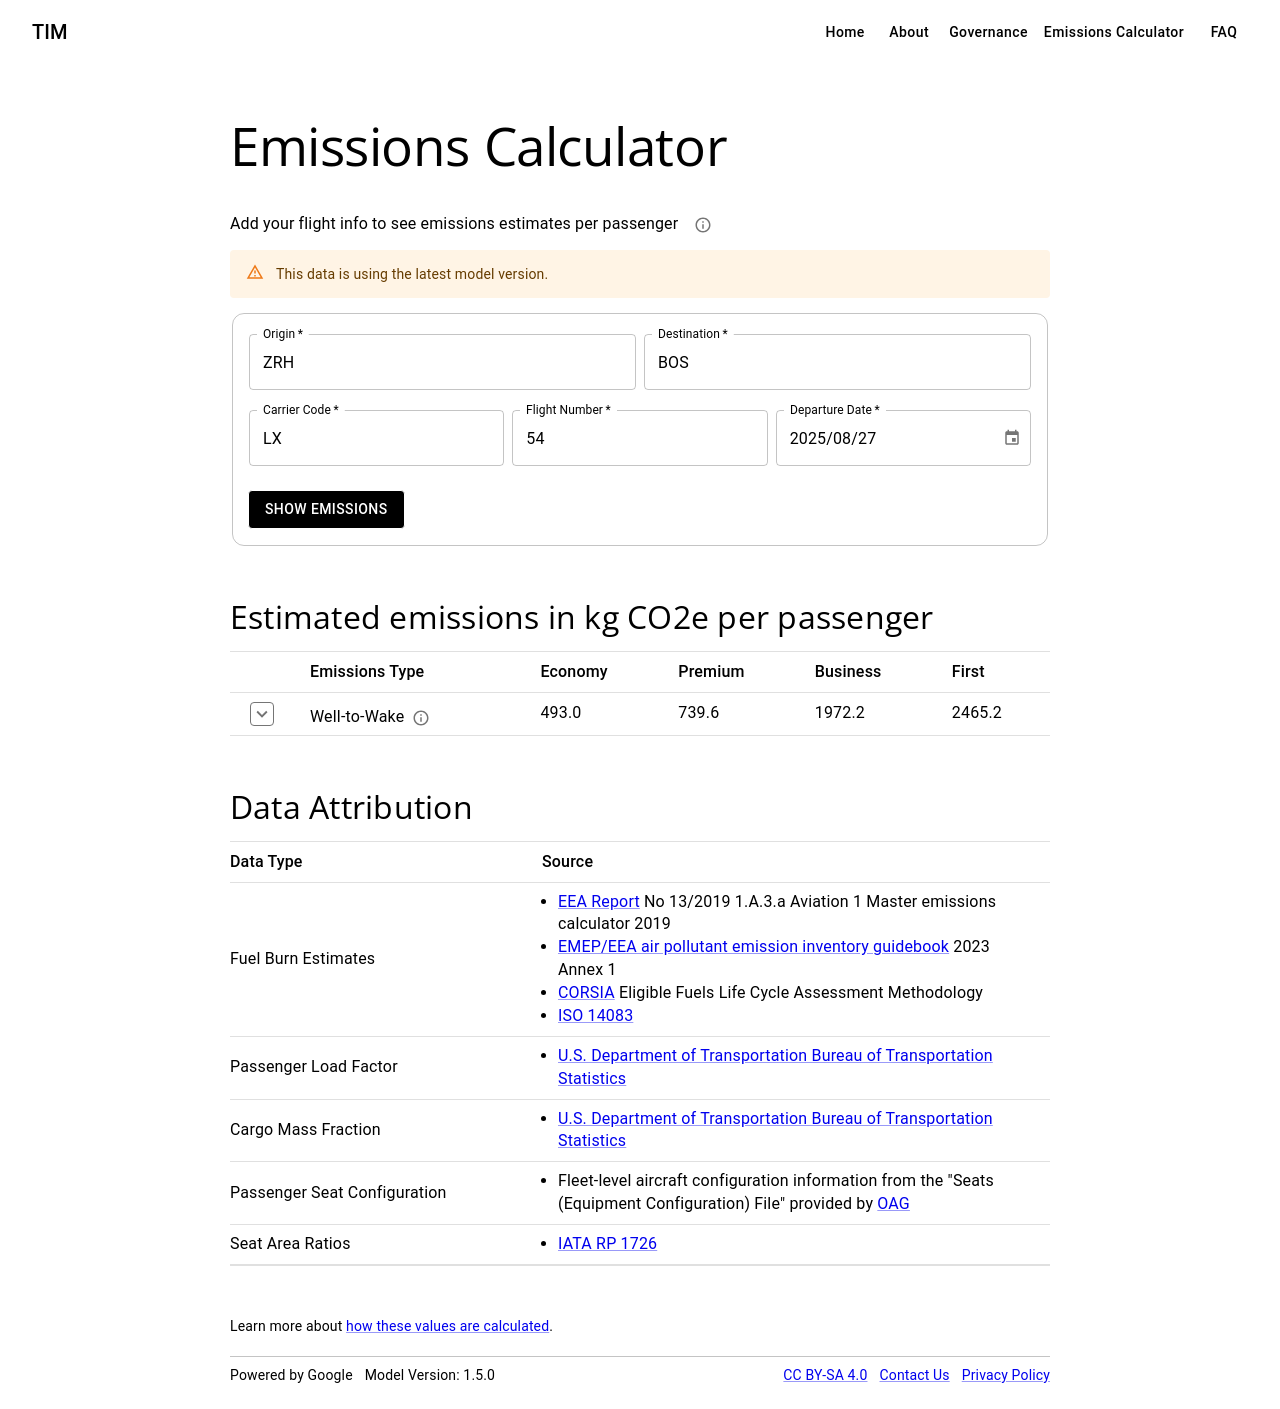 TIM
Home About Governance Emissions Calculator FAQ
Emissions Calculator
Add your flight info to see emissions estimates per passenger
This data is using the latest model version.
Origin * Destination *
ZRH BOS
Carrier Code * Flight Number * Departure Date *
LX 54 2025/08/27
SHOW EMISSIONS
Estimated emissions in kg CO2e per passenger
Emissions Type Economy Premium Business First
Well-to-Wake 493.0 739.6 1972.2 2465.2
Data Attribution
Data Type Source
Fuel Burn Estimates
• EEA Report No 13/2019 1.A.3.a Aviation 1 Master emissions
calculator 2019
• EMEP/EEA air pollutant emission inventory guidebook 2023
Annex 1
• CORSIA Eligible Fuels Life Cycle Assessment Methodology
• ISO 14083
Passenger Load Factor
• U.S. Department of Transportation Bureau of Transportation
Statistics
Cargo Mass Fraction
• U.S. Department of Transportation Bureau of Transportation
Statistics
Passenger Seat Configuration
• Fleet-level aircraft configuration information from the "Seats
(Equipment Configuration) File" provided by OAG
Seat Area Ratios
• IATA RP 1726
Learn more about how these values are calculated.
Powered by Google Model Version: 1.5.0 CC BY-SA 4.0 Contact Us Privacy Policy